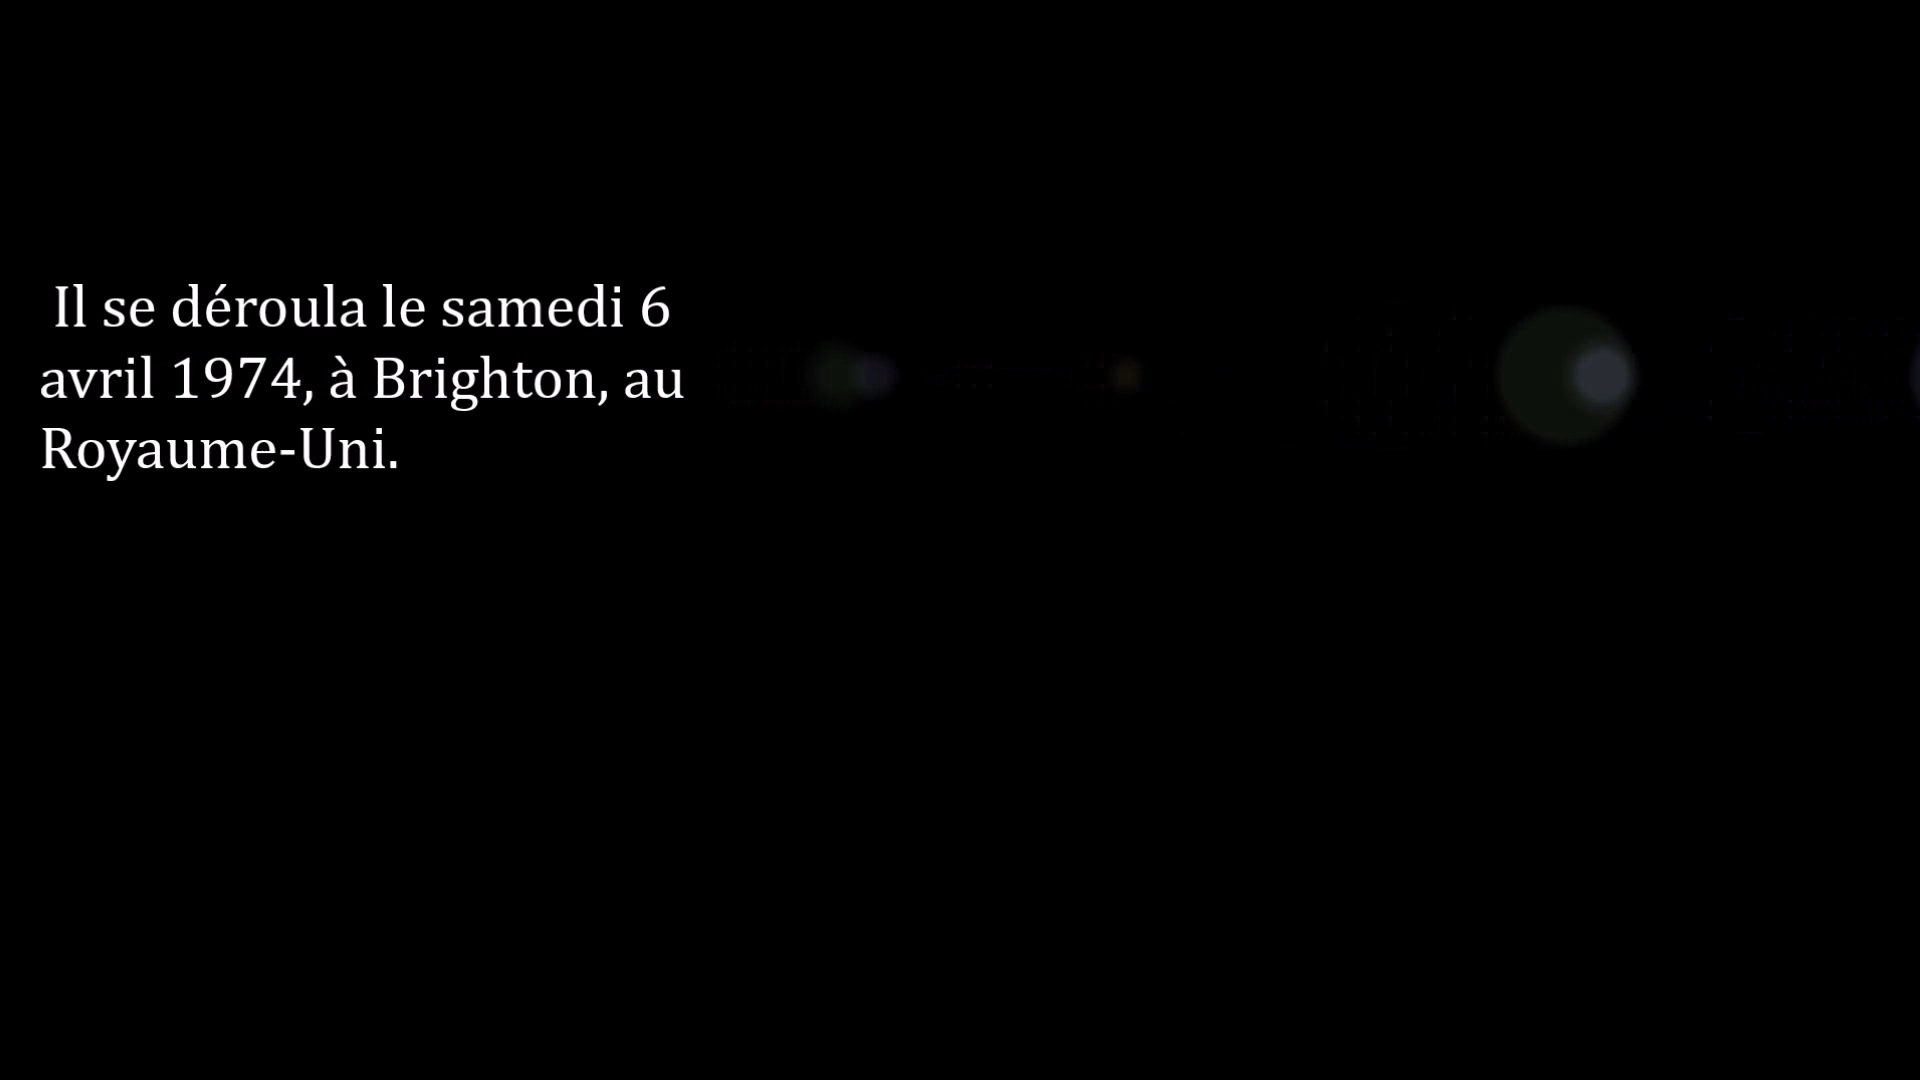 Il se déroula le samedi 6
avril 1974, à Brighton, au
Royaume-Uni.